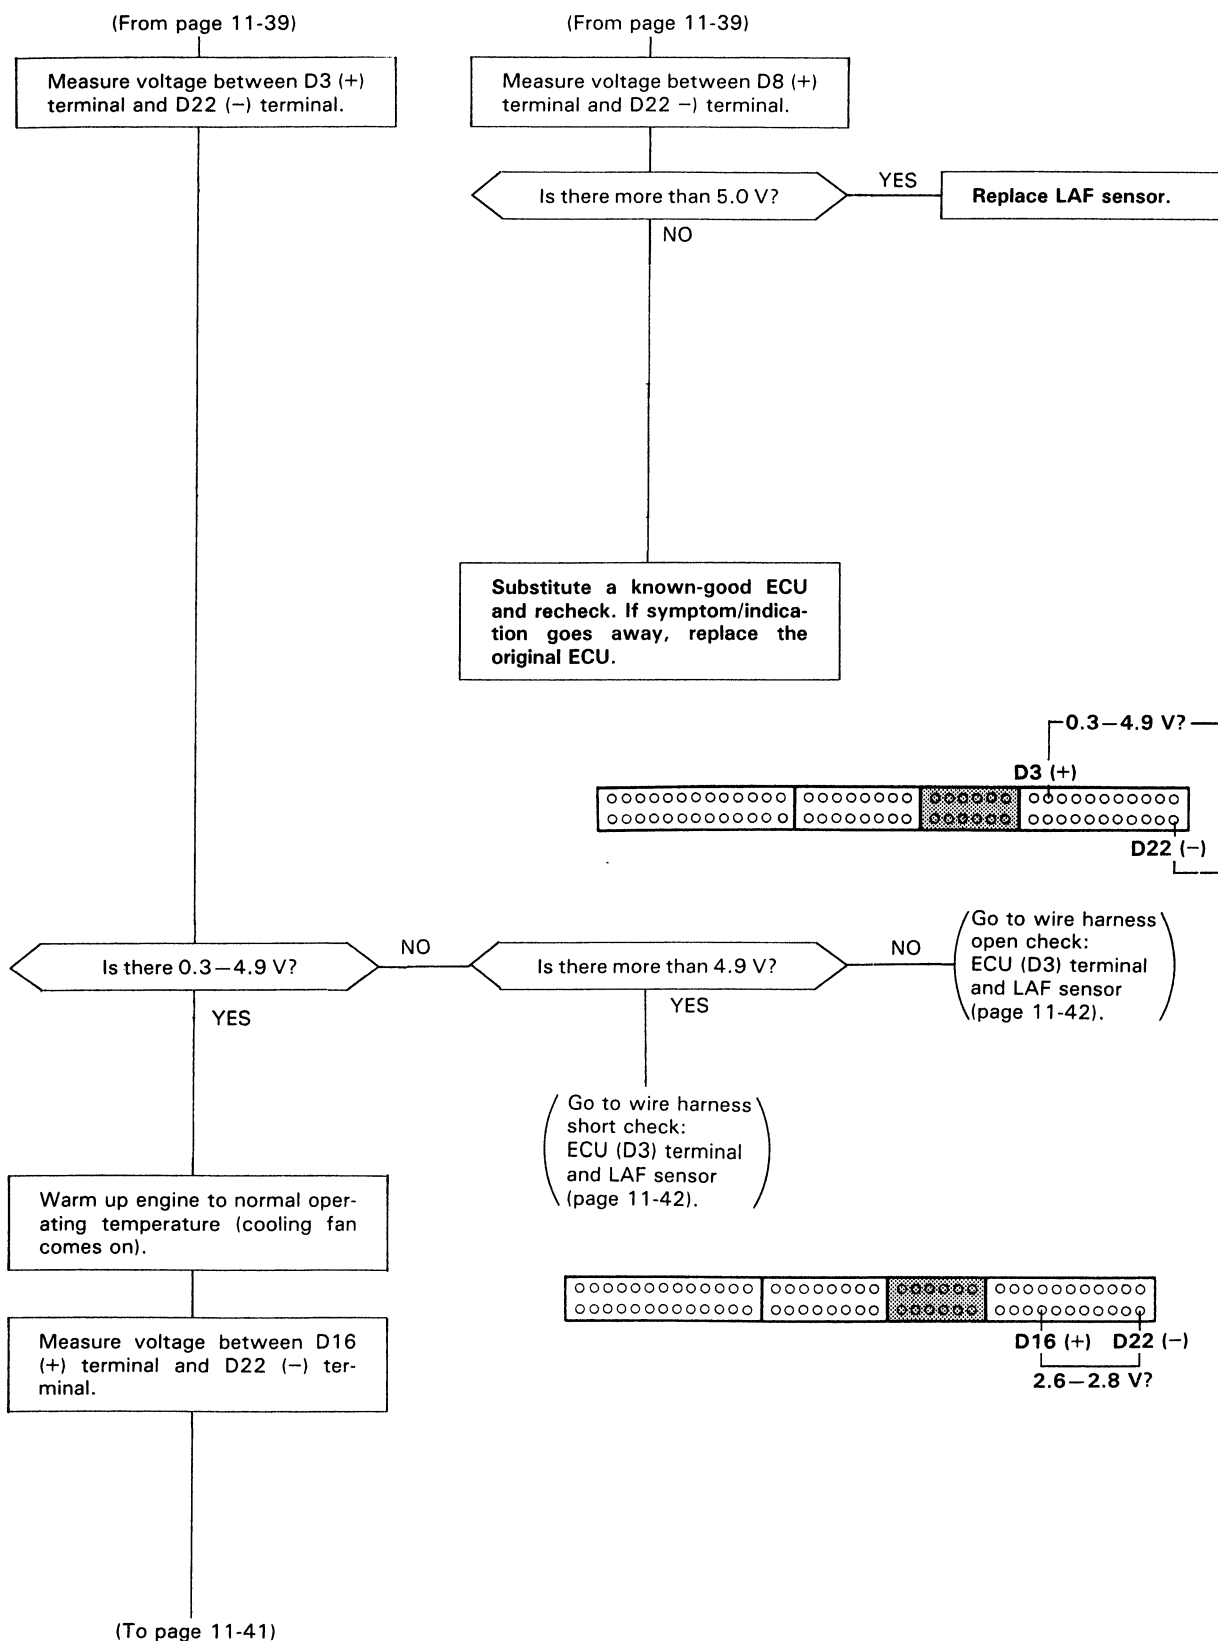 (From page 11-39)
Measure voltage between D3 (+)
terminal and D22 (−) terminal.
(From page 11-39)
Measure voltage between D8 (+)
terminal and D22 −) terminal.
Is there more than 5.0 V?
YES
Replace LAF sensor.
NO
Substitute a known-good ECU
and recheck. If symptom/indica-
tion goes away, replace the
original ECU.
0.3—4.9 V?
D3 (+)
D22 (−)
Is there 0.3—4.9 V?
NO
Is there more than 4.9 V?
NO
Go to wire harness
open check:
ECU (D3) terminal
and LAF sensor
(page 11-42).
YES
YES
Go to wire harness
short check:
ECU (D3) terminal
and LAF sensor
(page 11-42).
Warm up engine to normal oper-
ating temperature (cooling fan
comes on).
Measure voltage between D16
(+) terminal and D22 (−) ter-
minal.
D16 (+) D22 (−)
2.6—2.8 V?
(To page 11-41)